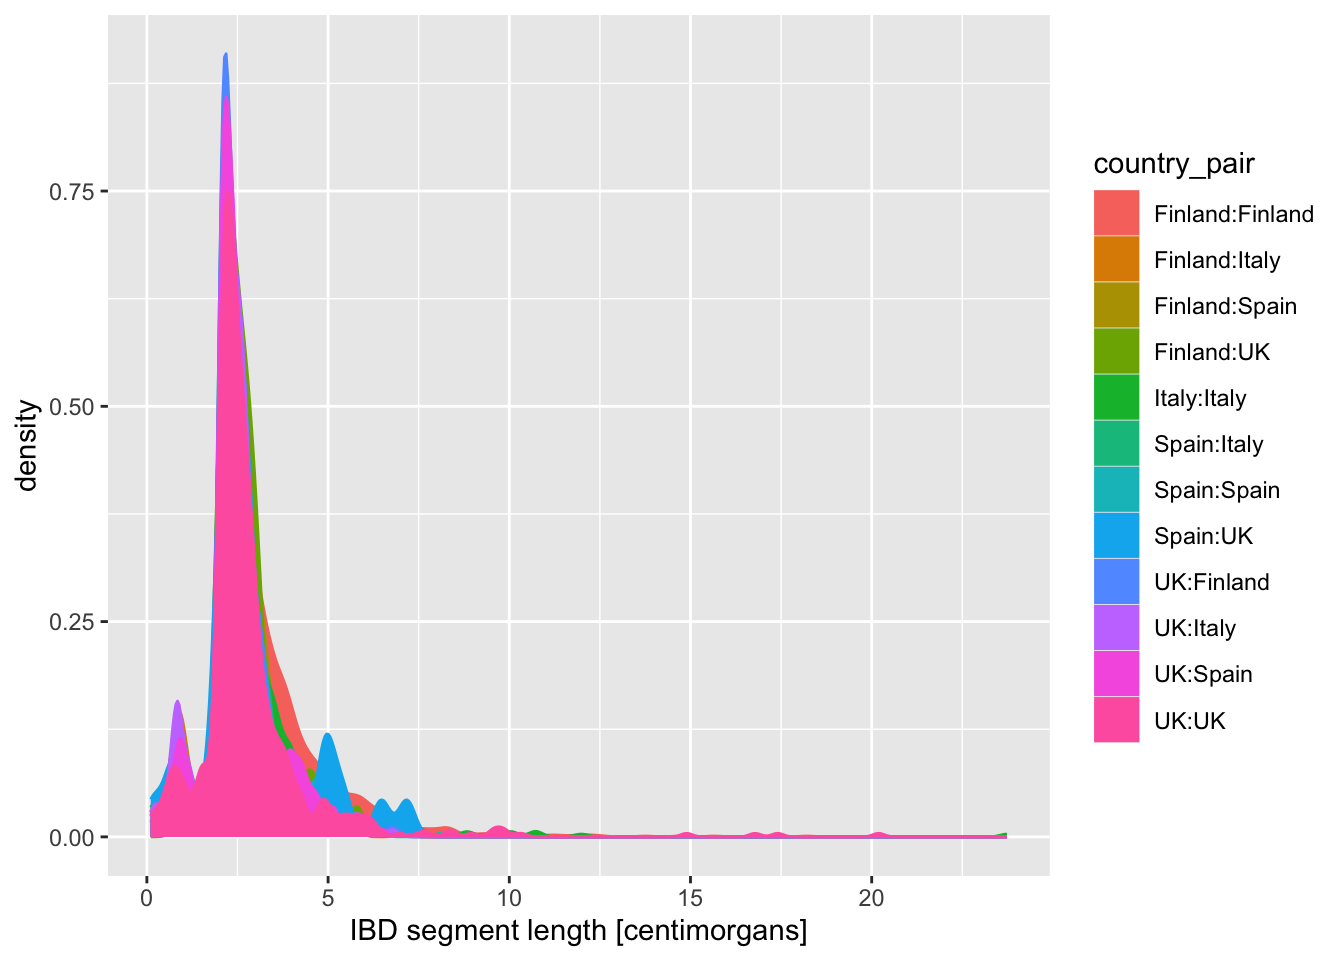 density
0.75
0.50
0.25
0.00
0
5
10
15
20
IBD segment length [centimorgans]
country_pair
Finland:Finland
Finland:Italy
Finland:Spain
Finland:UK
Italy:Italy
Spain:Italy
Spain:Spain
Spain:UK
UK:Finland
UK:Italy
UK:Spain
UK:UK